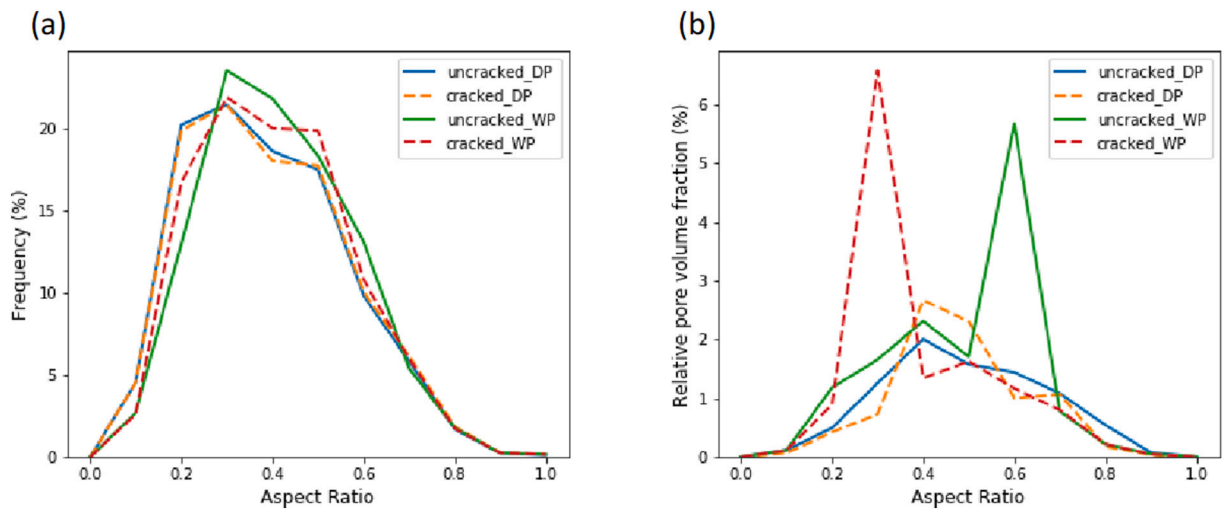 (a)
(b)
uncracked_DP
cracked_DP
uncracked_WP
cracked_WP
20
15
10
5
0
Frequency (%)
0.0 0.2 0.4 0.6 0.8 1.0
Aspect Ratio
uncracked_DP
cracked_DP
uncracked_WP
cracked_WP
6
5
4
3
2
1
0
Relative pore volume fraction (%)
0.0 0.2 0.4 0.6 0.8 1.0
Aspect Ratio